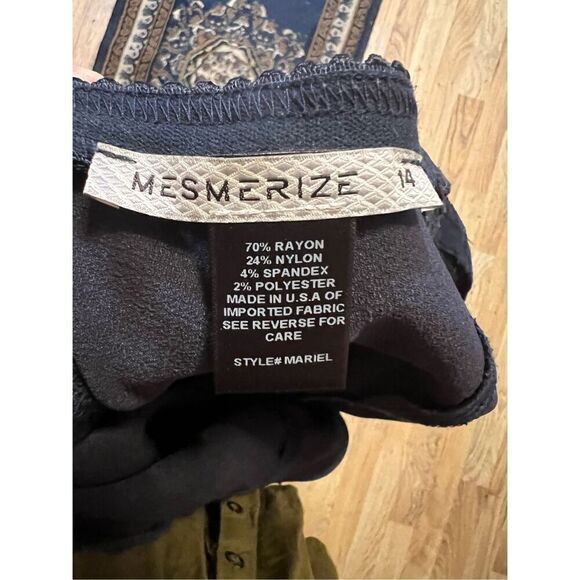 MESMERIZE 14
70% RAYON
24% NYLON
4% SPANDEX
2% POLYESTER
MADE IN U.S.A OF
IMPORTED FABRIC
SEE REVERSE FOR
CARE
STYLE# MARIEL